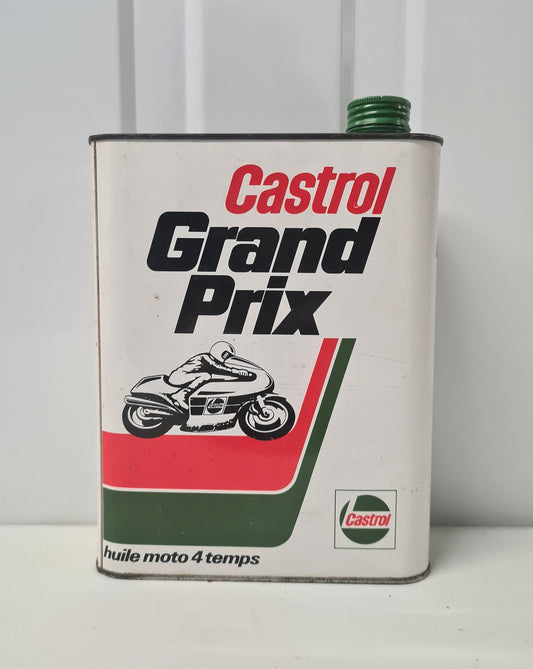 Castrol
Grand
Prix
Castrol
huile moto 4 temps